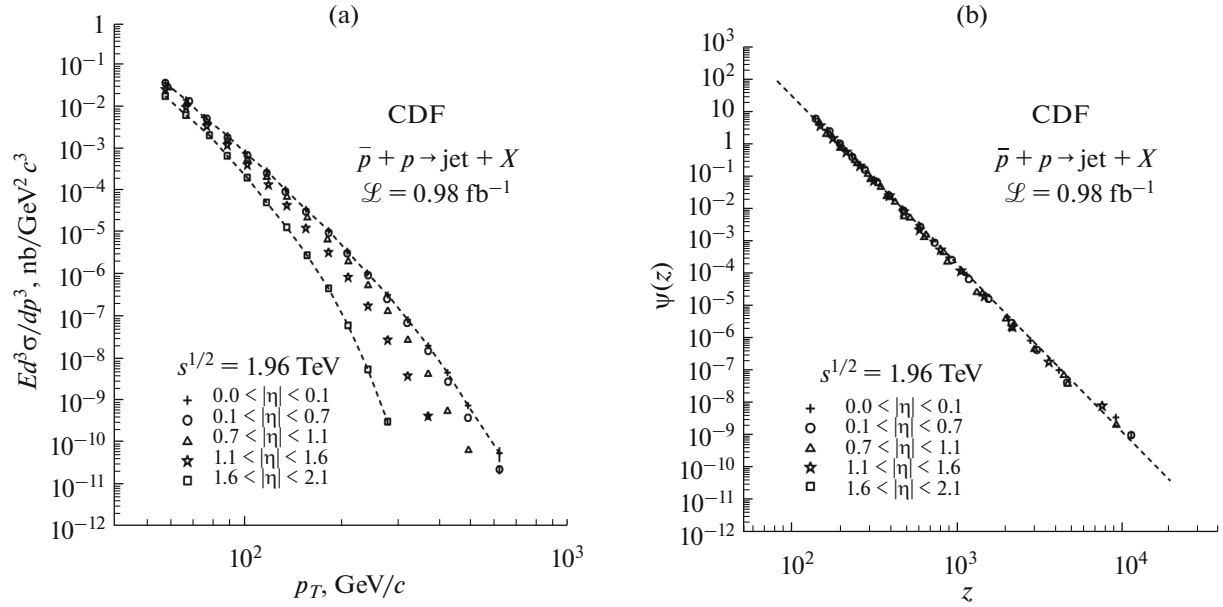 (a)
1
10⁻¹
10⁻²
10⁻³
10⁻⁴
10⁻⁵
10⁻⁶
10⁻⁷
10⁻⁸
10⁻⁹
10⁻¹⁰
10⁻¹¹
10⁻¹²
Ed³σ/dp³, nb/GeV² c³
CDF
p̄ + p → jet + X
ℒ = 0.98 fb⁻¹
s¹/² = 1.96 TeV
0.0 < |η| < 0.1
0.1 < |η| < 0.7
0.7 < |η| < 1.1
1.1 < |η| < 1.6
1.6 < |η| < 2.1
10²
10³
p_T, GeV/c
(b)
10³
10²
10¹
1
10⁻¹
10⁻²
10⁻³
10⁻⁴
10⁻⁵
10⁻⁶
10⁻⁷
10⁻⁸
10⁻⁹
10⁻¹⁰
10⁻¹¹
10⁻¹²
ψ(z)
CDF
p̄ + p → jet + X
ℒ = 0.98 fb⁻¹
s¹/² = 1.96 TeV
0.0 < |η| < 0.1
0.1 < |η| < 0.7
0.7 < |η| < 1.1
1.1 < |η| < 1.6
1.6 < |η| < 2.1
10²
10³
10⁴
z